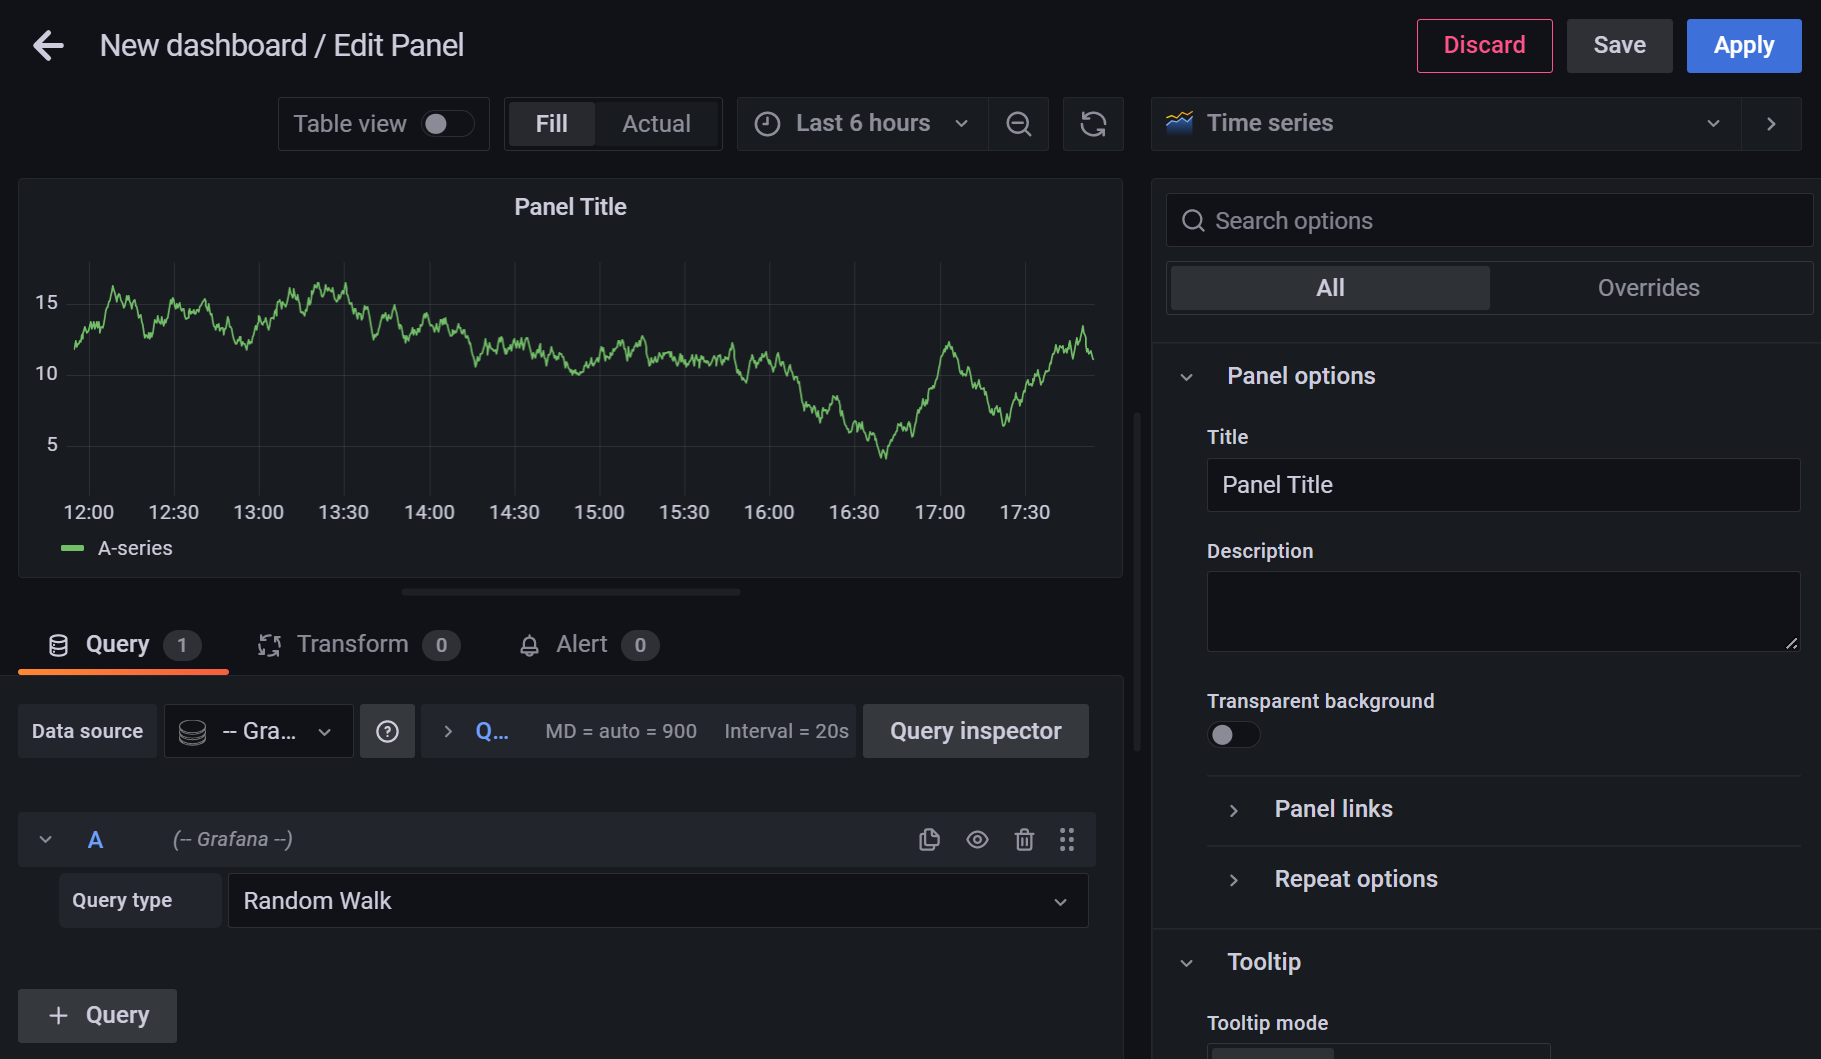 New dashboard / Edit Panel
Discard
Save
Apply
Table view
Fill
Actual
Last 6 hours
Time series
Panel Title
15
10
5
12:00
12:30
13:00
13:30
14:00
14:30
15:00
15:30
16:00
16:30
17:00
17:30
A-series
Query 1
Transform 0
Alert 0
Data source
-- Gra...
Q...
MD = auto = 900
Interval = 20s
Query inspector
A
(-- Grafana --)
Query type
Random Walk
+ Query
Search options
All
Overrides
Panel options
Title
Panel Title
Description
Transparent background
Panel links
Repeat options
Tooltip
Tooltip mode